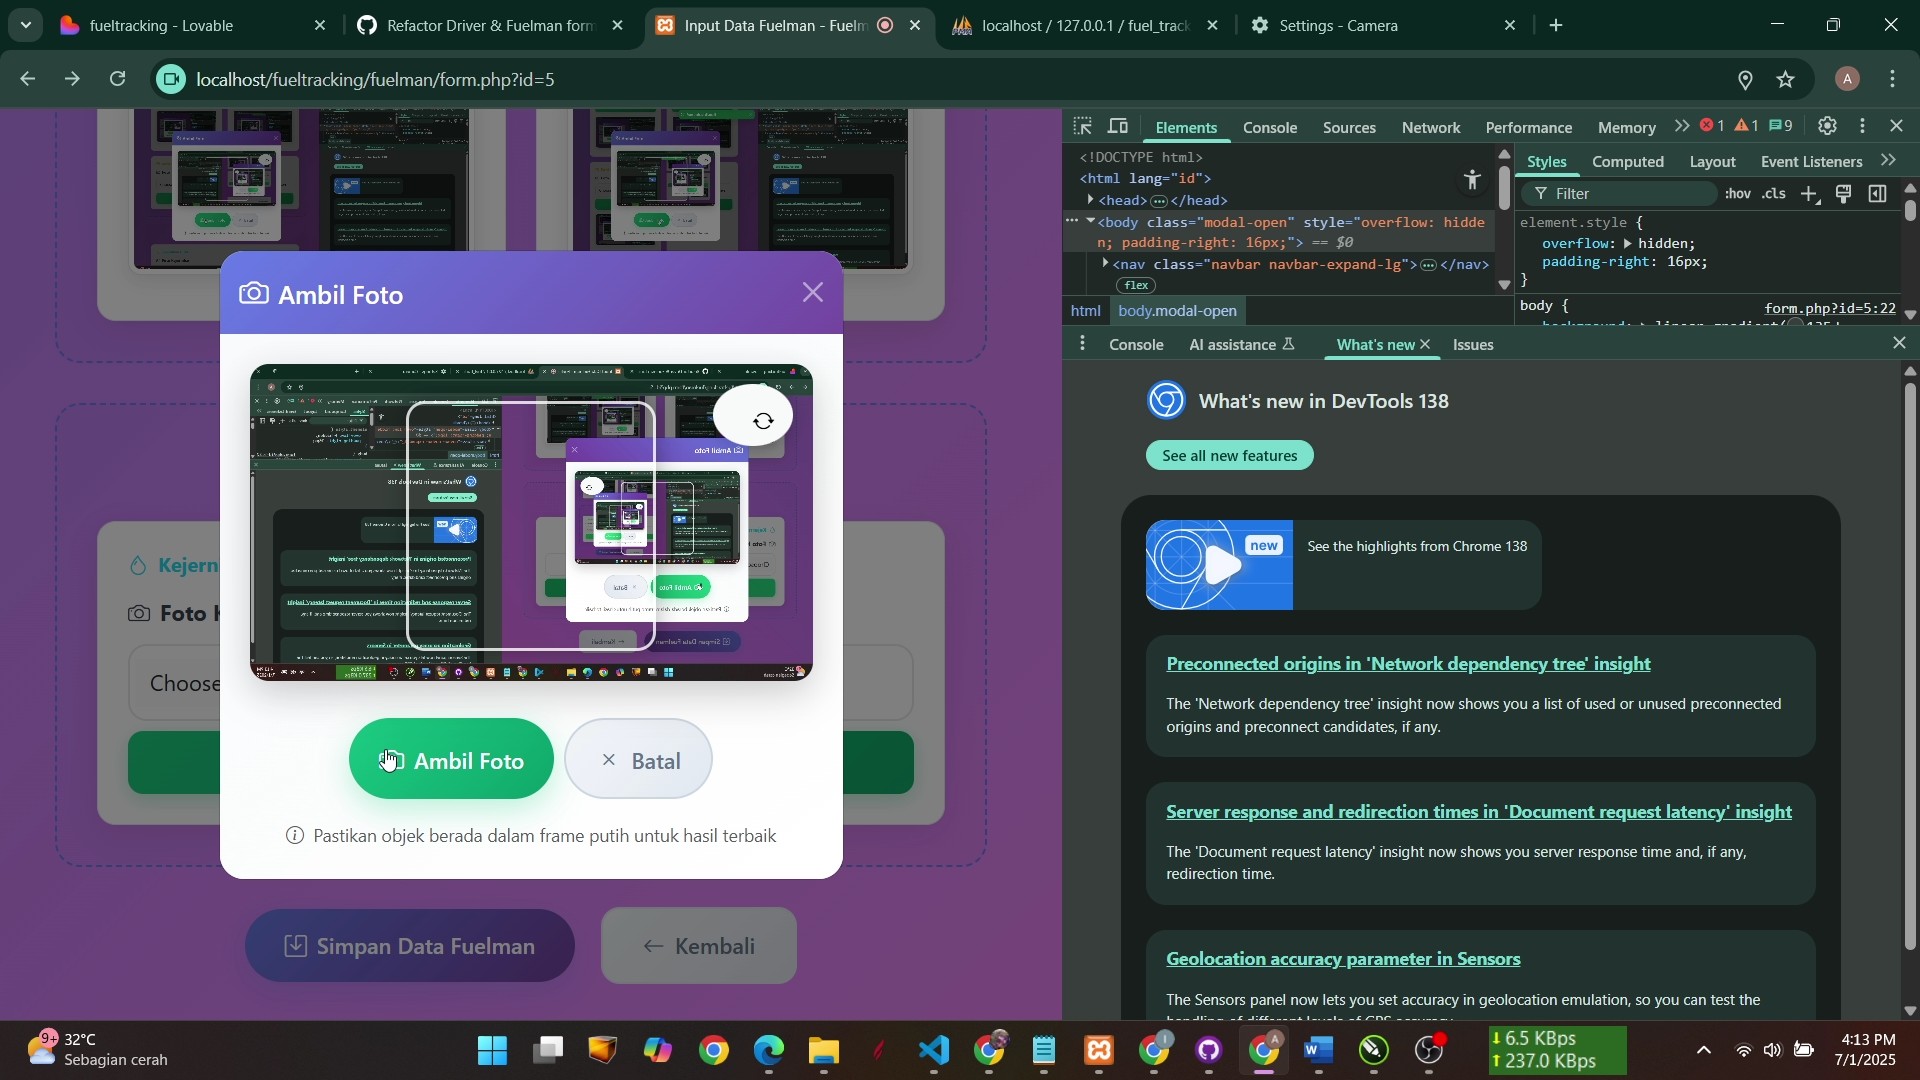 fueltracking - Lovable
Refactor Driver & Fuelman form
Input Data Fuelman - Fuelm
localhost / 127.0.0.1 / fuel_track
Settings - Camera
localhost/fueltracking/fuelman/form.php?id=5
A
Elements
Console
Sources
Network
Performance
Memory
1
1
9
<!DOCTYPE html>
<html lang="id">
<head>…</head>
<body class="modal-open" style="overflow: hidde
n; padding-right: 16px;"> == $0
<nav class="navbar navbar-expand-lg">…</nav>
flex
html
body.modal-open
Styles
Computed
Layout
Event Listeners
Filter
:hov
.cls
element.style {
overflow: hidden;
padding-right: 16px;
}
body {
form.php?id=5:22
Console
AI assistance
What's new
Issues
What's new in DevTools 138
See all new features
new
See the highlights from Chrome 138
Preconnected origins in 'Network dependency tree' insight
The 'Network dependency tree' insight now shows you a list of used or unused preconnected
origins and preconnect candidates, if any.
Server response and redirection times in 'Document request latency' insight
The 'Document request latency' insight now shows you server response time and, if any,
redirection time.
Geolocation accuracy parameter in Sensors
The Sensors panel now lets you set accuracy in geolocation emulation, so you can test the
Ambil Foto
Kejern
Foto K
Choose
Ambil Foto
Batal
Pastikan objek berada dalam frame putih untuk hasil terbaik
Simpan Data Fuelman
Kembali
9+
32°C
Sebagian cerah
6.5 KBps
237.0 KBps
4:13 PM
7/1/2025